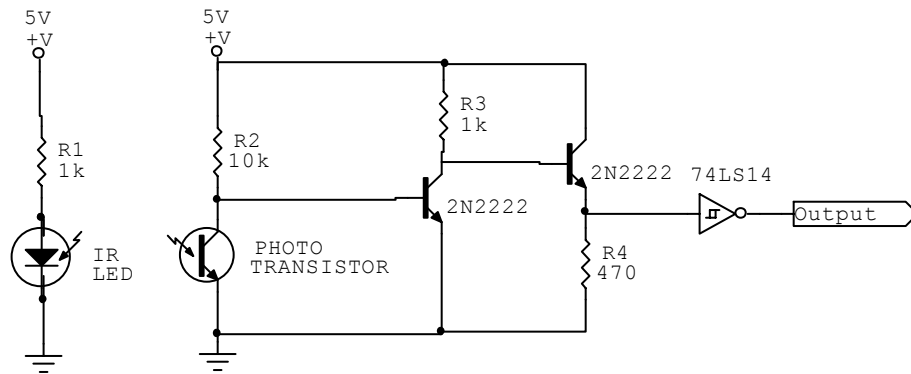 5V
+V
5V
+V
R1
1k
IR
LED
R2
10k
PHOTO
TRANSISTOR
R3
1k
2N2222
2N2222
R4
470
74LS14
Output